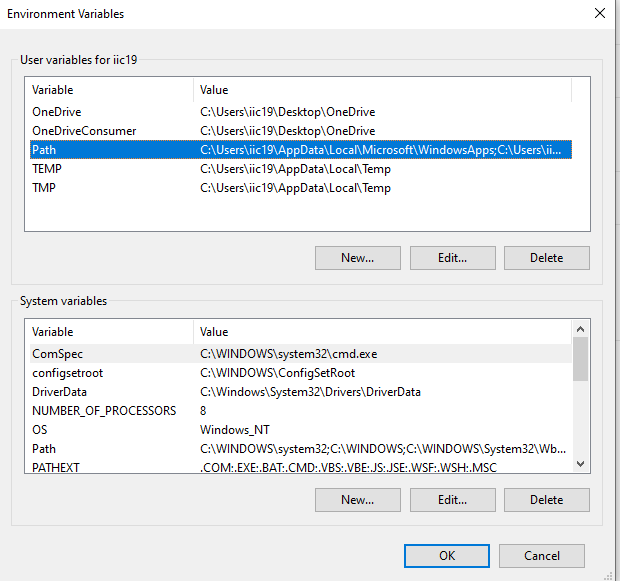 Environment Variables
User variables for iic19
Variable Value
OneDrive C:\Users\iic19\Desktop\OneDrive
OneDriveConsumer C:\Users\iic19\Desktop\OneDrive
Path C:\Users\iic19\AppData\Local\Microsoft\WindowsApps;C:\Users\ii...
TEMP C:\Users\iic19\AppData\Local\Temp
TMP C:\Users\iic19\AppData\Local\Temp
New... Edit... Delete
System variables
Variable Value
ComSpec C:\WINDOWS\system32\cmd.exe
configsetroot C:\WINDOWS\ConfigSetRoot
DriverData C:\Windows\System32\Drivers\DriverData
NUMBER_OF_PROCESSORS 8
OS Windows_NT
Path C:\WINDOWS\system32;C:\WINDOWS;C:\WINDOWS\System32\Wb...
PATHEXT .COM;.EXE;.BAT;.CMD;.VBS;.VBE;.JS;.JSE;.WSF;.WSH;.MSC
New... Edit... Delete
OK Cancel